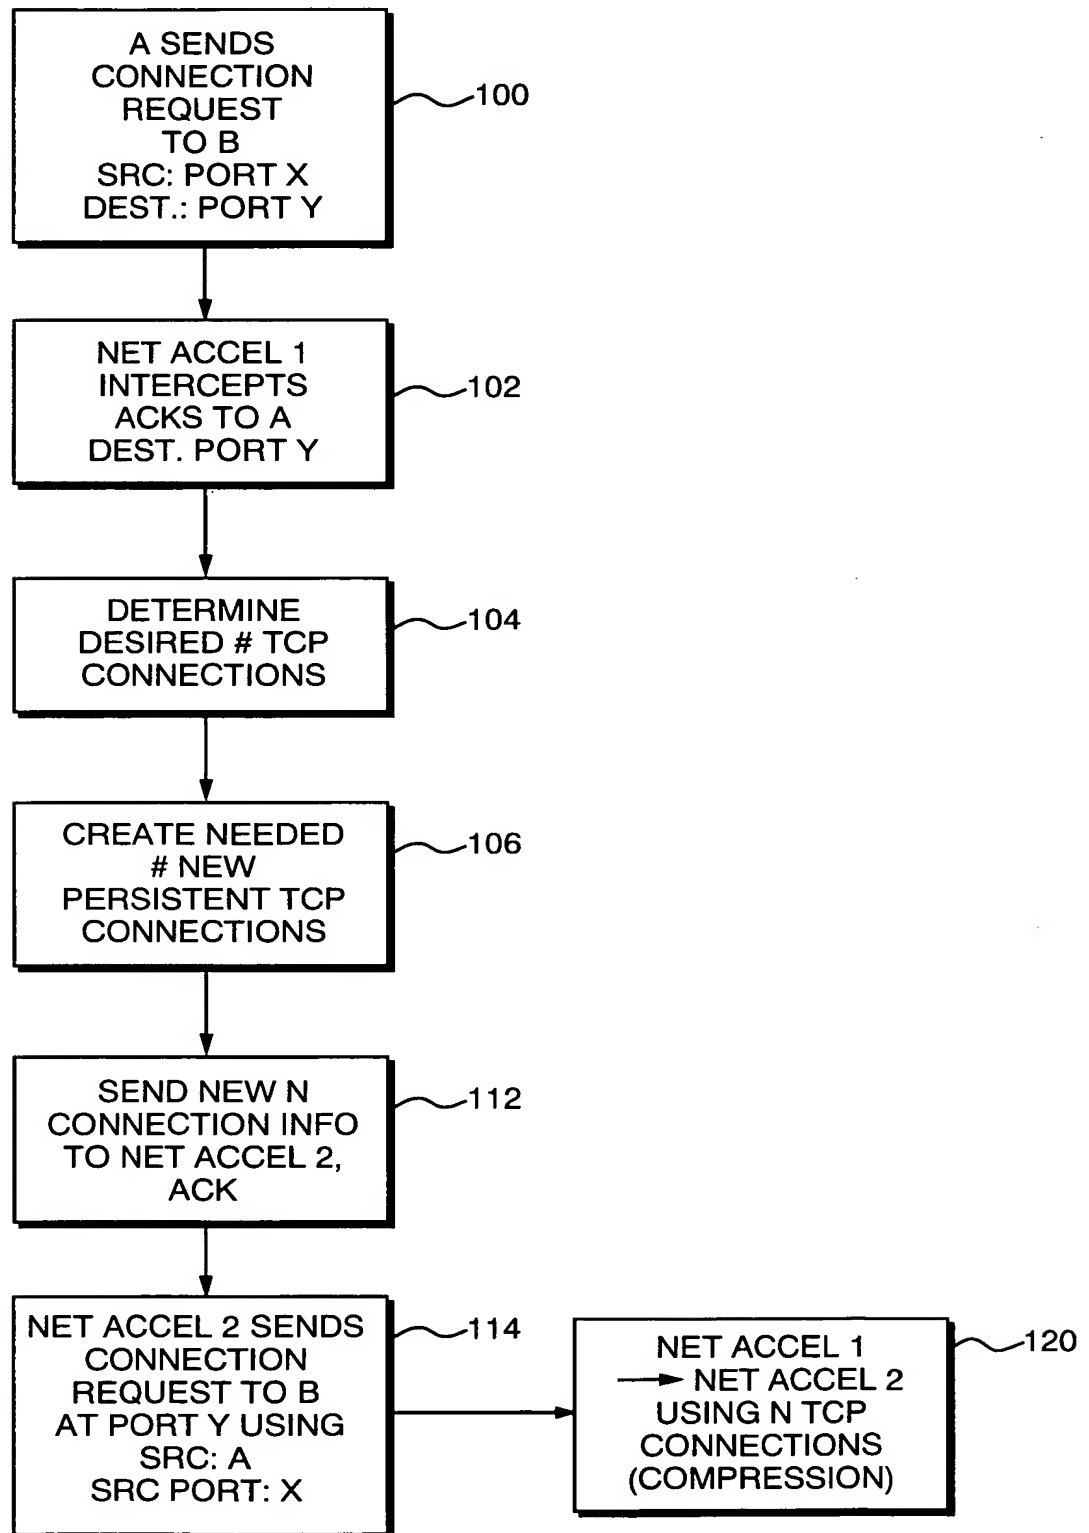 A SENDS
CONNECTION
REQUEST
TO B
SRC: PORT X
DEST.: PORT Y
100
NET ACCEL 1
INTERCEPTS
ACKS TO A
DEST. PORT Y
102
DETERMINE
DESIRED # TCP
CONNECTIONS
104
CREATE NEEDED
# NEW
PERSISTENT TCP
CONNECTIONS
106
SEND NEW N
CONNECTION INFO
TO NET ACCEL 2,
ACK
112
NET ACCEL 2 SENDS
CONNECTION
REQUEST TO B
AT PORT Y USING
SRC: A
SRC PORT: X
114
NET ACCEL 1
→ NET ACCEL 2
USING N TCP
CONNECTIONS
(COMPRESSION)
120